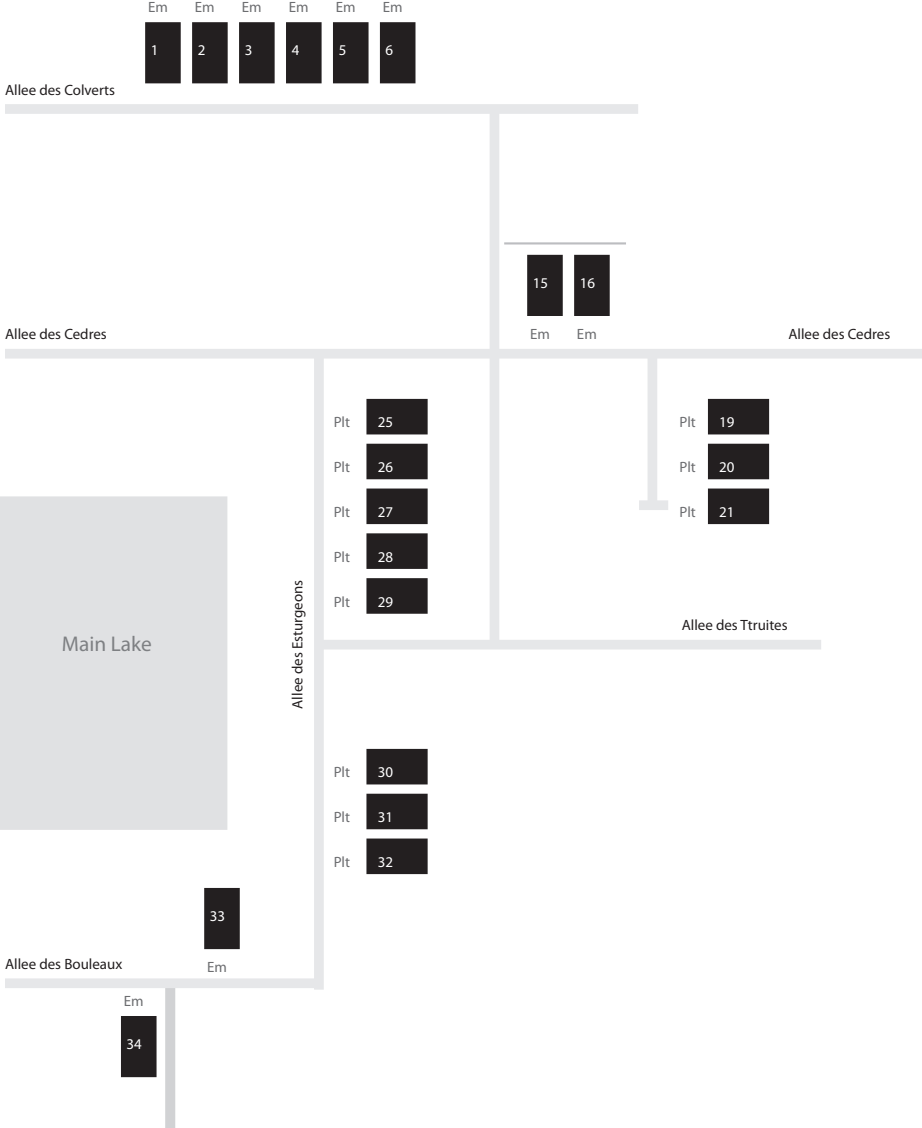 Em Em Em Em Em Em
1 2 3 4 5 6
Allee des Colverts
15 16
Em Em
Allee des Cedres
Allee des Cedres
Plt 25
Plt 19
Plt 26
Plt 20
Plt 27
Plt 21
Plt 28
Plt 29
Allee des Esturgeons
Main Lake
Allee des Ttruites
Plt 30
Plt 31
Plt 32
33
Em
Allee des Bouleaux
Em
34